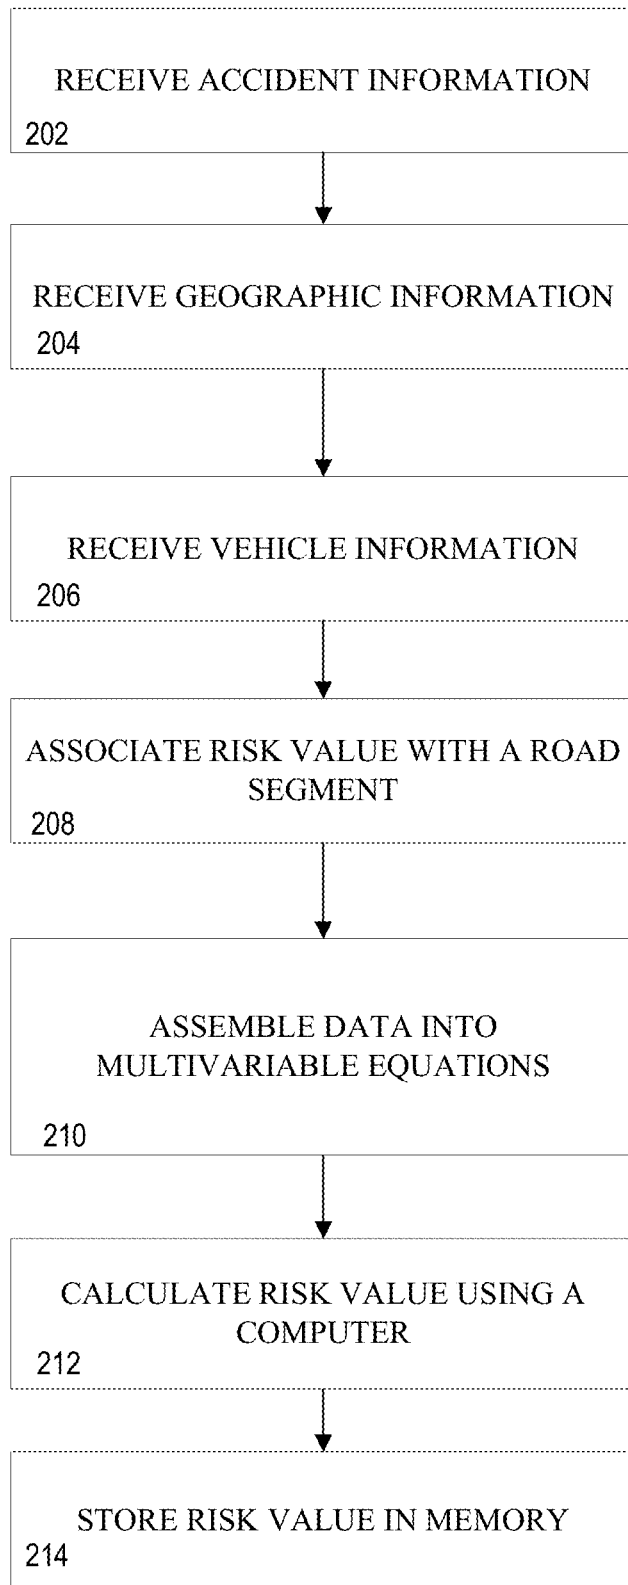 RECEIVE ACCIDENT INFORMATION
202
RECEIVE GEOGRAPHIC INFORMATION
204
RECEIVE VEHICLE INFORMATION
206
ASSOCIATE RISK VALUE WITH A ROAD
SEGMENT
208
ASSEMBLE DATA INTO
MULTIVARIABLE EQUATIONS
210
CALCULATE RISK VALUE USING A
COMPUTER
212
STORE RISK VALUE IN MEMORY
214